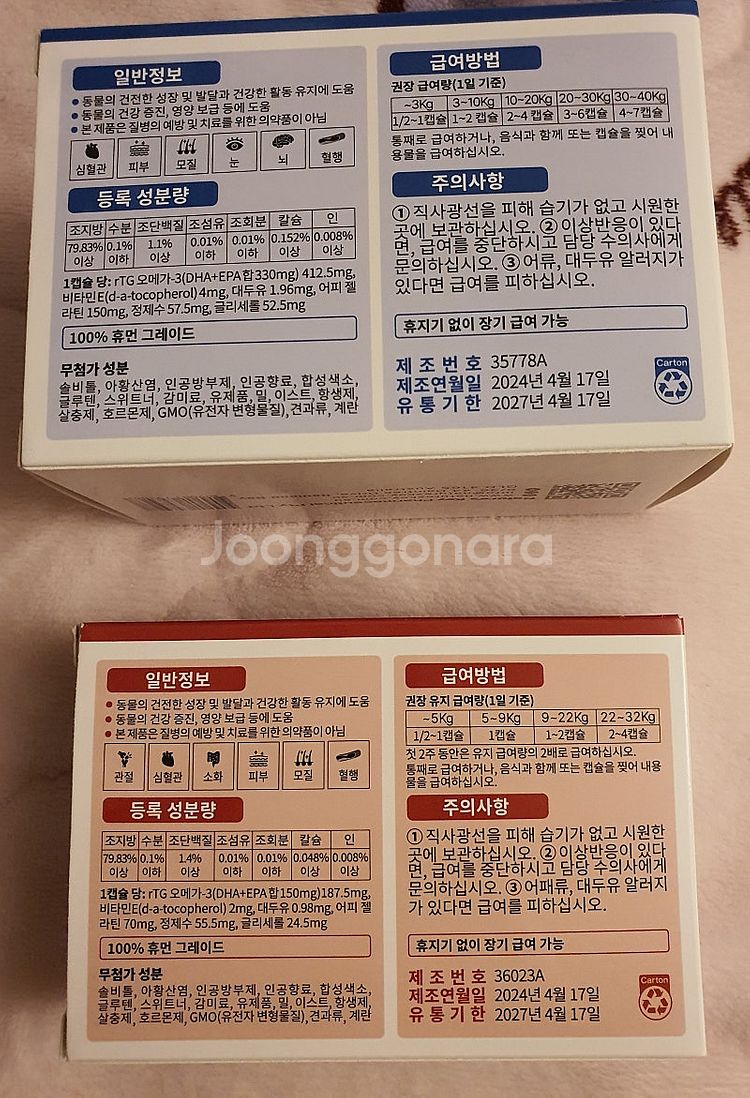 일반정보
• 동물의 건전한 성장 및 발달과 건강한 활동 유지에 도움
• 동물의 건강 증진, 영양 보급 등에 도움
• 본 제품은 질병의 예방 및 치료를 위한 의약품이 아님
심혈관 피부 모질 눈 뇌 혈행
등록 성분량
조지방 수분 조단백질 조섬유 조회분 칼슘 인
79.83% 0.1% 1.1% 0.01% 0.01% 0.152% 0.008%
이상 이하 이상 이하 이하 이상 이상
1캡슐 당: rTG 오메가-3(DHA+EPA합330mg) 412.5mg,
비타민E(d-a-tocopherol) 4mg, 대두유 1.96mg, 어피 젤
라틴 150mg, 정제수 57.5mg, 글리세롤 52.5mg
100% 휴먼 그레이드
무첨가 성분
솔비톨, 아황산염, 인공방부제, 인공향료, 합성색소,
글루텐, 스위트너, 감미료, 유제품, 밀, 이스트, 항생제,
살충제, 호르몬제, GMO(유전자 변형물질),견과류, 계란
급여방법
권장 급여량(1일 기준)
~3Kg 3~10Kg 10~20Kg 20~30Kg 30~40Kg
1/2~1캡슐 1~2 캡슐 2~4 캡슐 3~6캡슐 4~7캡슐
통째로 급여하거나, 음식과 함께 또는 캡슐을 찢어 내
용물을 급여하십시오.
주의사항
① 직사광선을 피해 습기가 없고 시원한
곳에 보관하십시오. ② 이상반응이 있다
면, 급여를 중단하시고 담당 수의사에게
문의하십시오. ③ 어류, 대두유 알러지가
있다면 급여를 피하십시오.
휴지기 없이 장기 급여 가능
제 조 번 호 35778A
제조연월일 2024년 4월 17일
유 통 기 한 2027년 4월 17일
Carton
Joonggonara
일반정보
• 동물의 건전한 성장 및 발달과 건강한 활동 유지에 도움
• 동물의 건강 증진, 영양 보급 등에 도움
• 본 제품은 질병의 예방 및 치료를 위한 의약품이 아님
관절 심혈관 소화 피부 모질 혈행
등록 성분량
조지방 수분 조단백질 조섬유 조회분 칼슘 인
79.83% 0.1% 1.4% 0.01% 0.01% 0.048% 0.008%
이상 이하 이상 이하 이하 이상 이상
1캡슐 당: rTG 오메가-3(DHA+EPA 합150mg)187.5mg,
비타민E(d-a-tocopherol) 2mg, 대두유 0.98mg, 어피 젤
라틴 70mg, 정제수 55.5mg, 글리세롤 24.5mg
100% 휴먼 그레이드
무첨가 성분
솔비톨, 아황산염, 인공방부제, 인공향료, 합성색소,
글루텐, 스위트너, 감미료, 유제품, 밀, 이스트, 항생제,
살충제, 호르몬제, GMO(유전자 변형물질),견과류, 계란
급여방법
권장 유지 급여량(1일 기준)
~5Kg 5~9Kg 9~22Kg 22~32Kg
1/2~1캡슐 1캡슐 1~2캡슐 2~4캡슐
첫 2주 동안은 유지 급여량의 2배로 급여하십시오.
통째로 급여하거나, 음식과 함께 또는 캡슐을 찢어 내용
물을 급여하십시오.
주의사항
① 직사광선을 피해 습기가 없고 시원한
곳에 보관하십시오. ② 이상반응이 있다
면, 급여를 중단하시고 담당 수의사에게
문의하십시오. ③ 어패류, 대두유 알러지
가 있다면 급여를 피하십시오.
휴지기 없이 장기 급여 가능
제 조 번 호 36023A
제조연월일 2024년 4월 17일
유 통 기 한 2027년 4월 17일
Carton